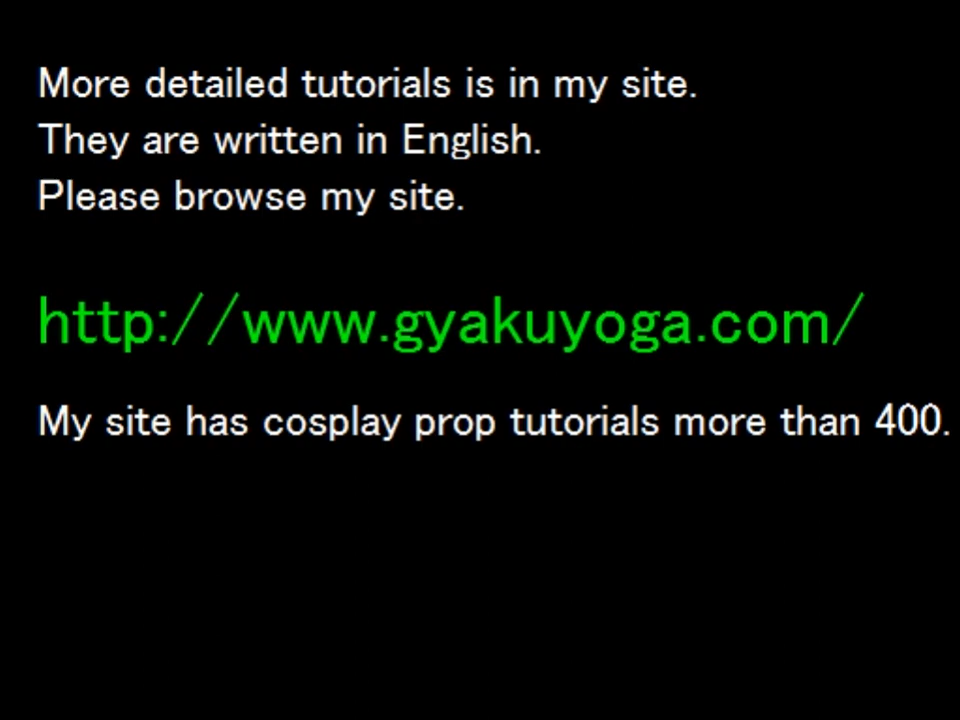 More detailed tutorials is in my site.
They are written in English.
Please browse my site.
http://www.gyakuyoga.com/
My site has cosplay prop tutorials more than 400.